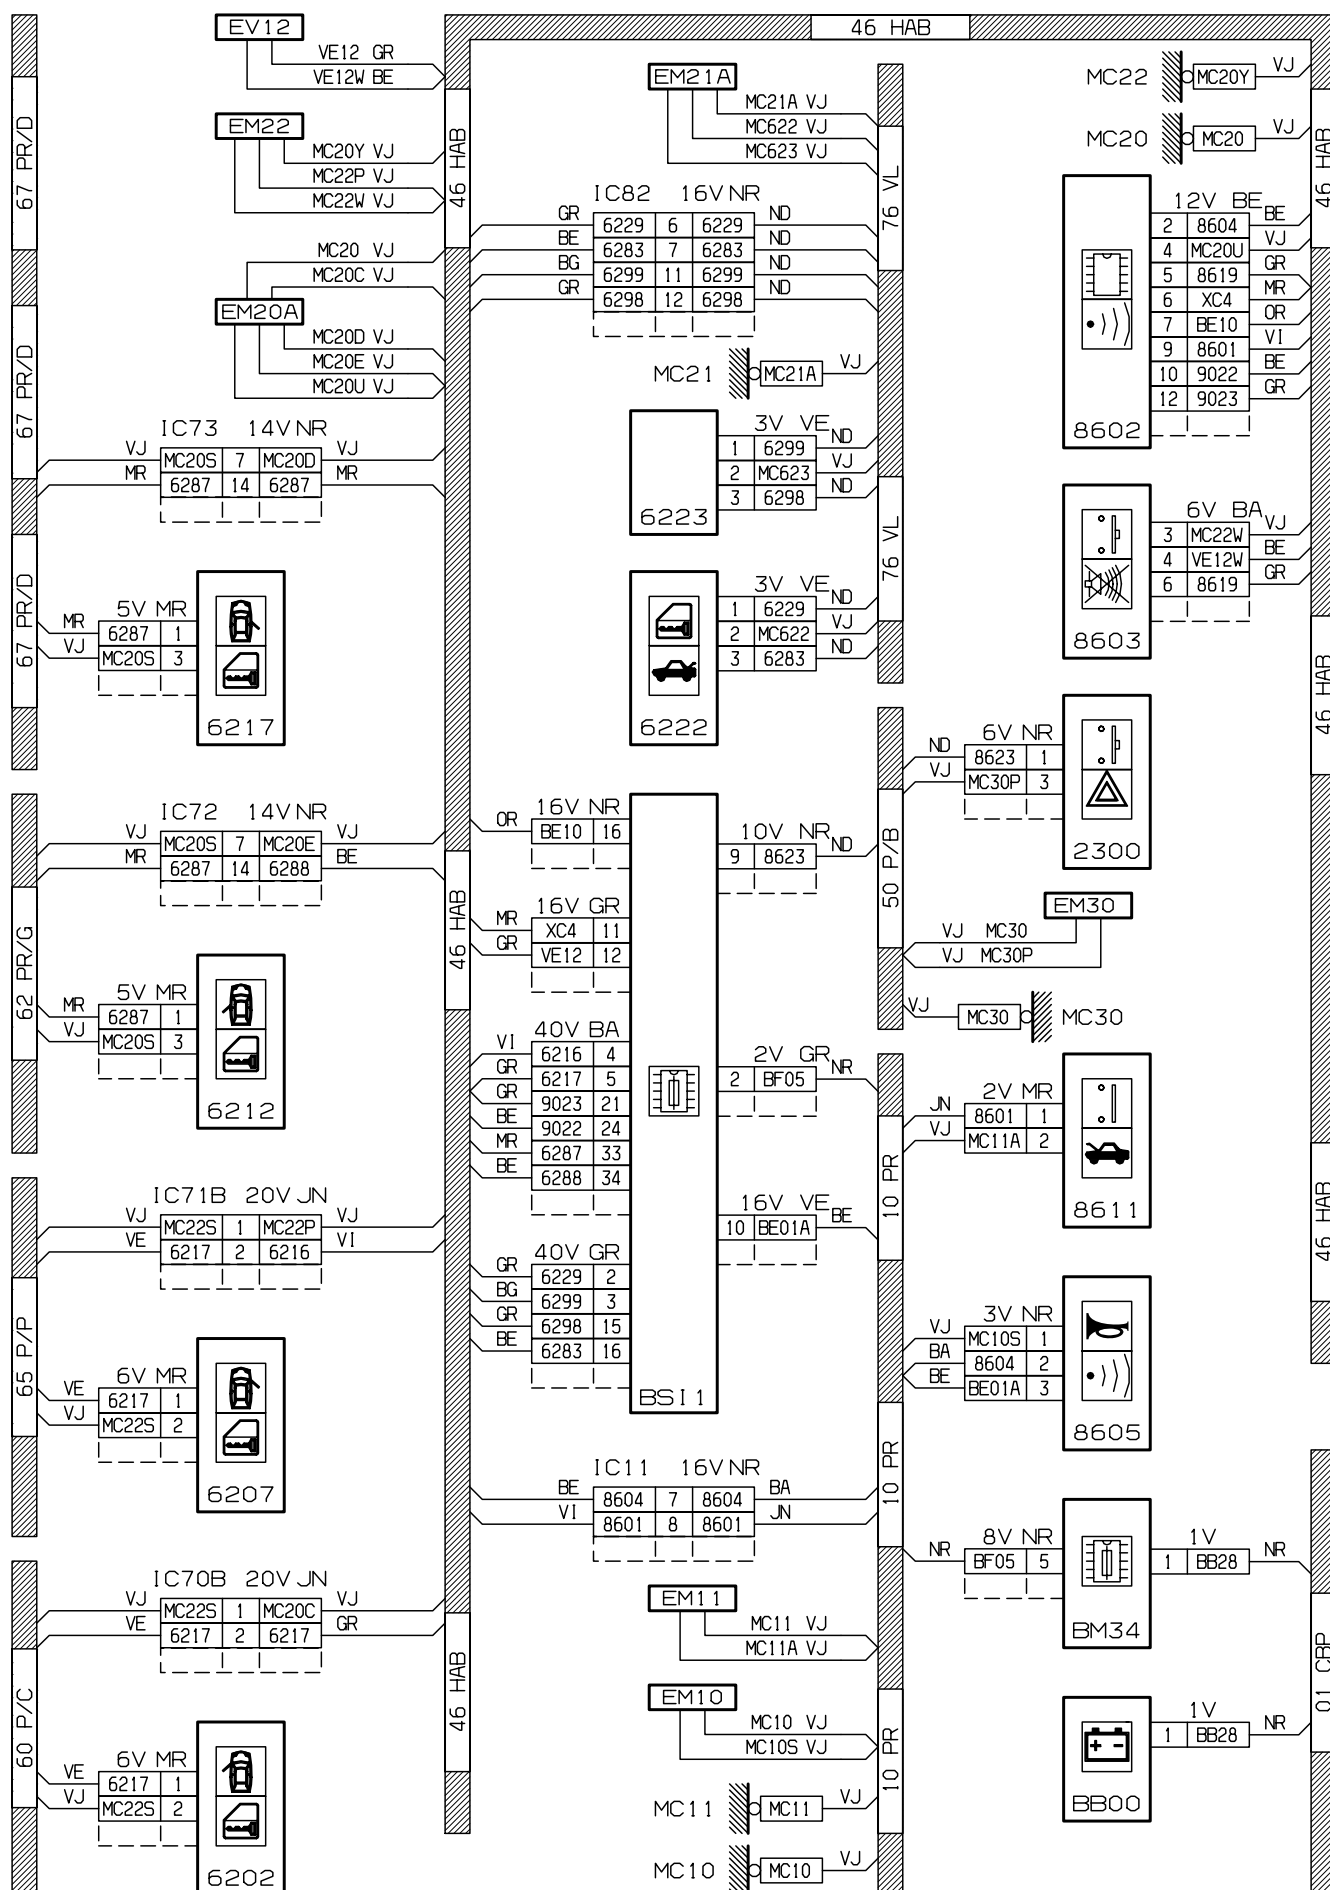 46 HAB
67 PR/D
67 PR/D
67 PR/D
62 PR/G
65 P/P
60 P/C
EV12
VE12 GR
VE12W BE
EM22
MC20Y VJ
MC22P VJ
MC22W VJ
MC20 VJ
MC20C VJ
EM20A
MC20D VJ
MC20E VJ
MC20U VJ
IC73 14V NR
VJ MC20S 7 MC20D VJ
MR 6287 14 6287 MR
5V MR
MR 6287 1
VJ MC20S 3
6217
IC72 14V NR
VJ MC20S 7 MC20E VJ
MR 6287 14 6288 BE
5V MR
MR 6287 1
VJ MC20S 3
6212
IC71B 20V JN
VJ MC22S 1 MC22P VJ
VE 6217 2 6216 VI
6V MR
VE 6217 1
VJ MC22S 2
6207
IC70B 20V JN
VJ MC22S 1 MC20C VJ
VE 6217 2 6217 GR
6V MR
VE 6217 1
VJ MC22S 2
6202
46 HAB
46 HAB
46 HAB
EM21A
MC21A VJ
MC622 VJ
MC623 VJ
IC82 16V NR
GR 6229 6 6229 ND
BE 6283 7 6283 ND
BG 6299 11 6299 ND
GR 6298 12 6298 ND
MC21 MC21A VJ
3V VE
1 6299 ND
2 MC623 VJ
3 6298 ND
6223
3V VE
1 6229 ND
2 MC622 VJ
3 6283 ND
6222
16V NR
OR BE10 16
16V GR
MR XC4 11
GR VE12 12
40V BA
VI 6216 4
GR 6217 5
GR 9023 21
BE 9022 24
MR 6287 33
BE 6288 34
40V GR
GR 6229 2
BG 6299 3
GR 6298 15
BE 6283 16
10V NR
9 8623 ND
2V GR
2 BF05 NR
16V VE
10 BE01A BE
BSI1
IC11 16V NR
BE 8604 7 8604 BA
VI 8601 8 8601 JN
EM11
MC11 VJ
MC11A VJ
EM10
MC10 VJ
MC10S VJ
MC11 MC11 VJ
MC10 MC10 VJ
76 VL
76 VL
50 P/B
10 PR
10 PR
10 PR
MC22 MC20Y VJ
MC20 MC20 VJ
12V BE
2 8604 BE
4 MC20U VJ
5 8619 GR
6 XC4 MR
7 BE10 OR
9 8601 VI
10 9022 BE
12 9023 GR
8602
6V BA
3 MC22W VJ
4 VE12W BE
6 8619 GR
8603
6V NR
ND 8623 1
VJ MC30P 3
2300
EM30
VJ MC30
VJ MC30P
VJ MC30 MC30
2V MR
JN 8601 1
VJ MC11A 2
8611
3V NR
VJ MC10S 1
BA 8604 2
BE BE01A 3
8605
8V NR
NR BF05 5
1V
1 BB28 NR
BM34
1V
1 BB28 NR
BB00
46 HAB
46 HAB
46 HAB
01 CBP